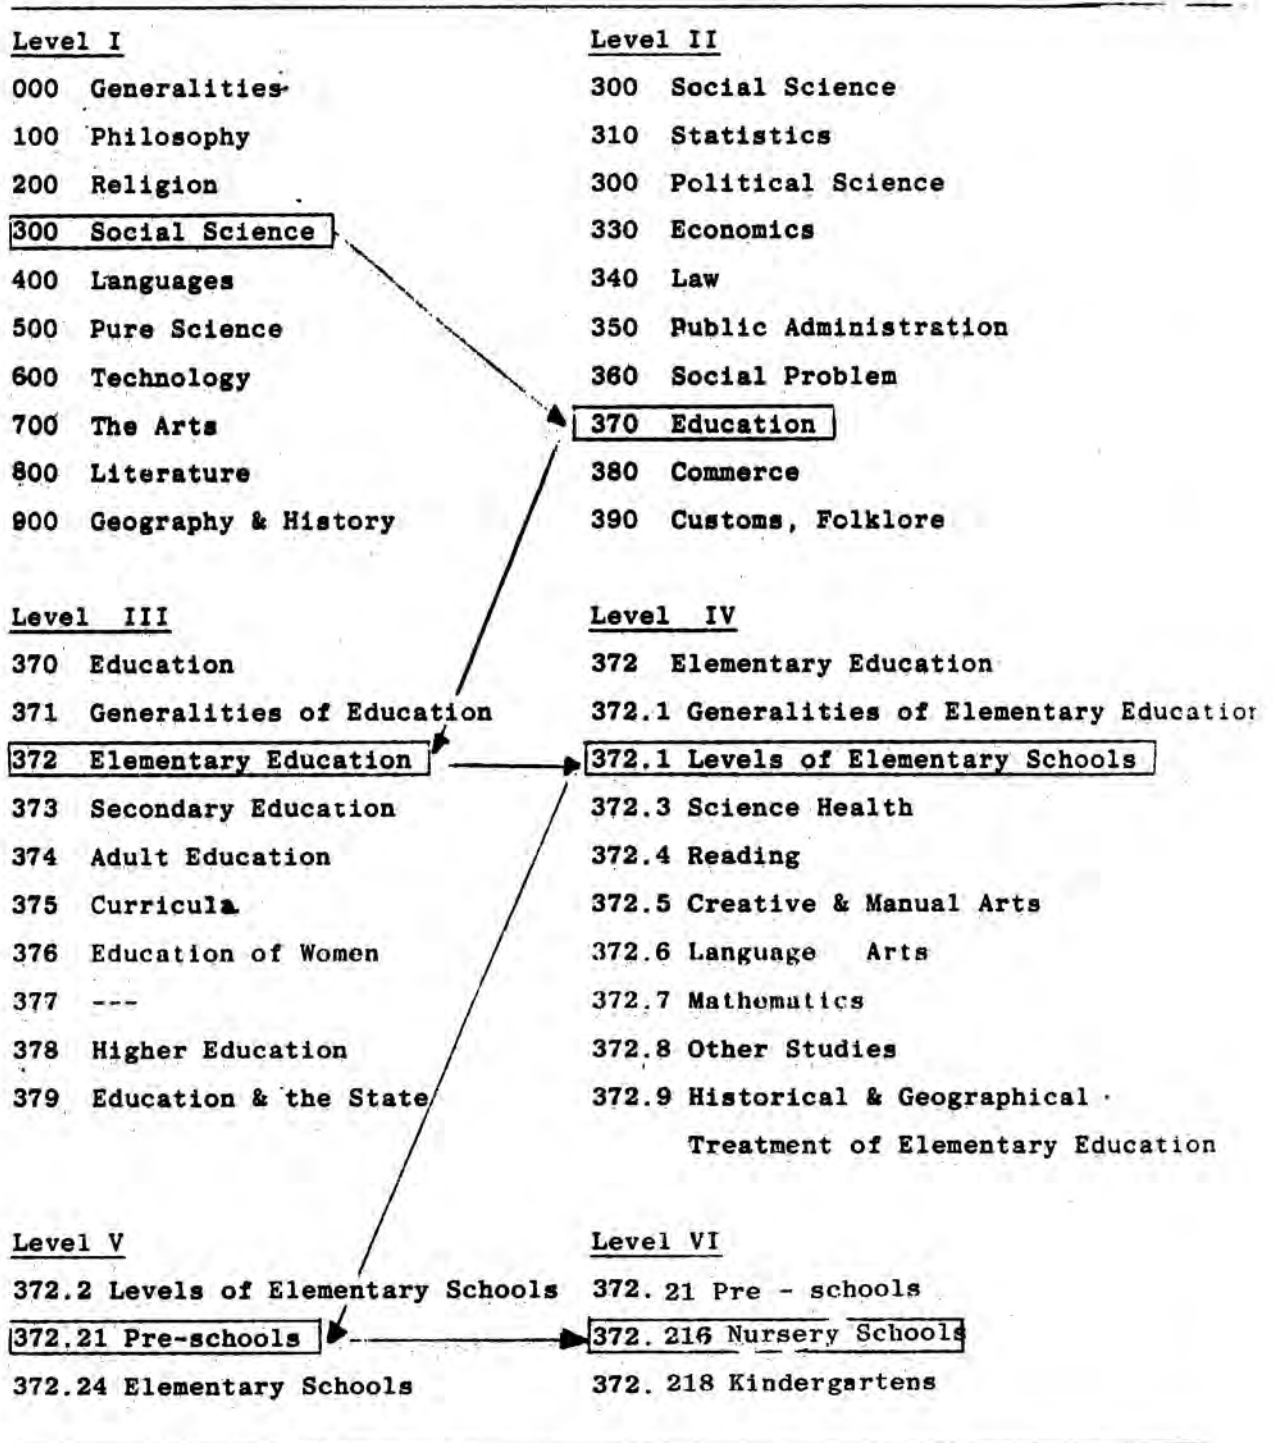 Level I
000 Generalities
100 Philosophy
200 Religion
300 Social Science
400 Languages
500 Pure Science
600 Technology
700 The Arts
800 Literature
900 Geography & History
Level II
300 Social Science
310 Statistics
300 Political Science
330 Economics
340 Law
350 Public Administration
360 Social Problem
370 Education
380 Commerce
390 Customs, Folklore
Level III
370 Education
371 Generalities of Education
372 Elementary Education
373 Secondary Education
374 Adult Education
375 Curricula
376 Education of Women
377 ---
378 Higher Education
379 Education & the State
Level IV
372 Elementary Education
372.1 Generalities of Elementary Education
372.1 Levels of Elementary Schools
372.3 Science Health
372.4 Reading
372.5 Creative & Manual Arts
372.6 Language Arts
372.7 Mathematics
372.8 Other Studies
372.9 Historical & Geographical
Treatment of Elementary Education
Level V
372.2 Levels of Elementary Schools
372.21 Pre-schools
372.24 Elementary Schools
Level VI
372. 21 Pre - schools
372. 216 Nursery Schools
372. 218 Kindergartens